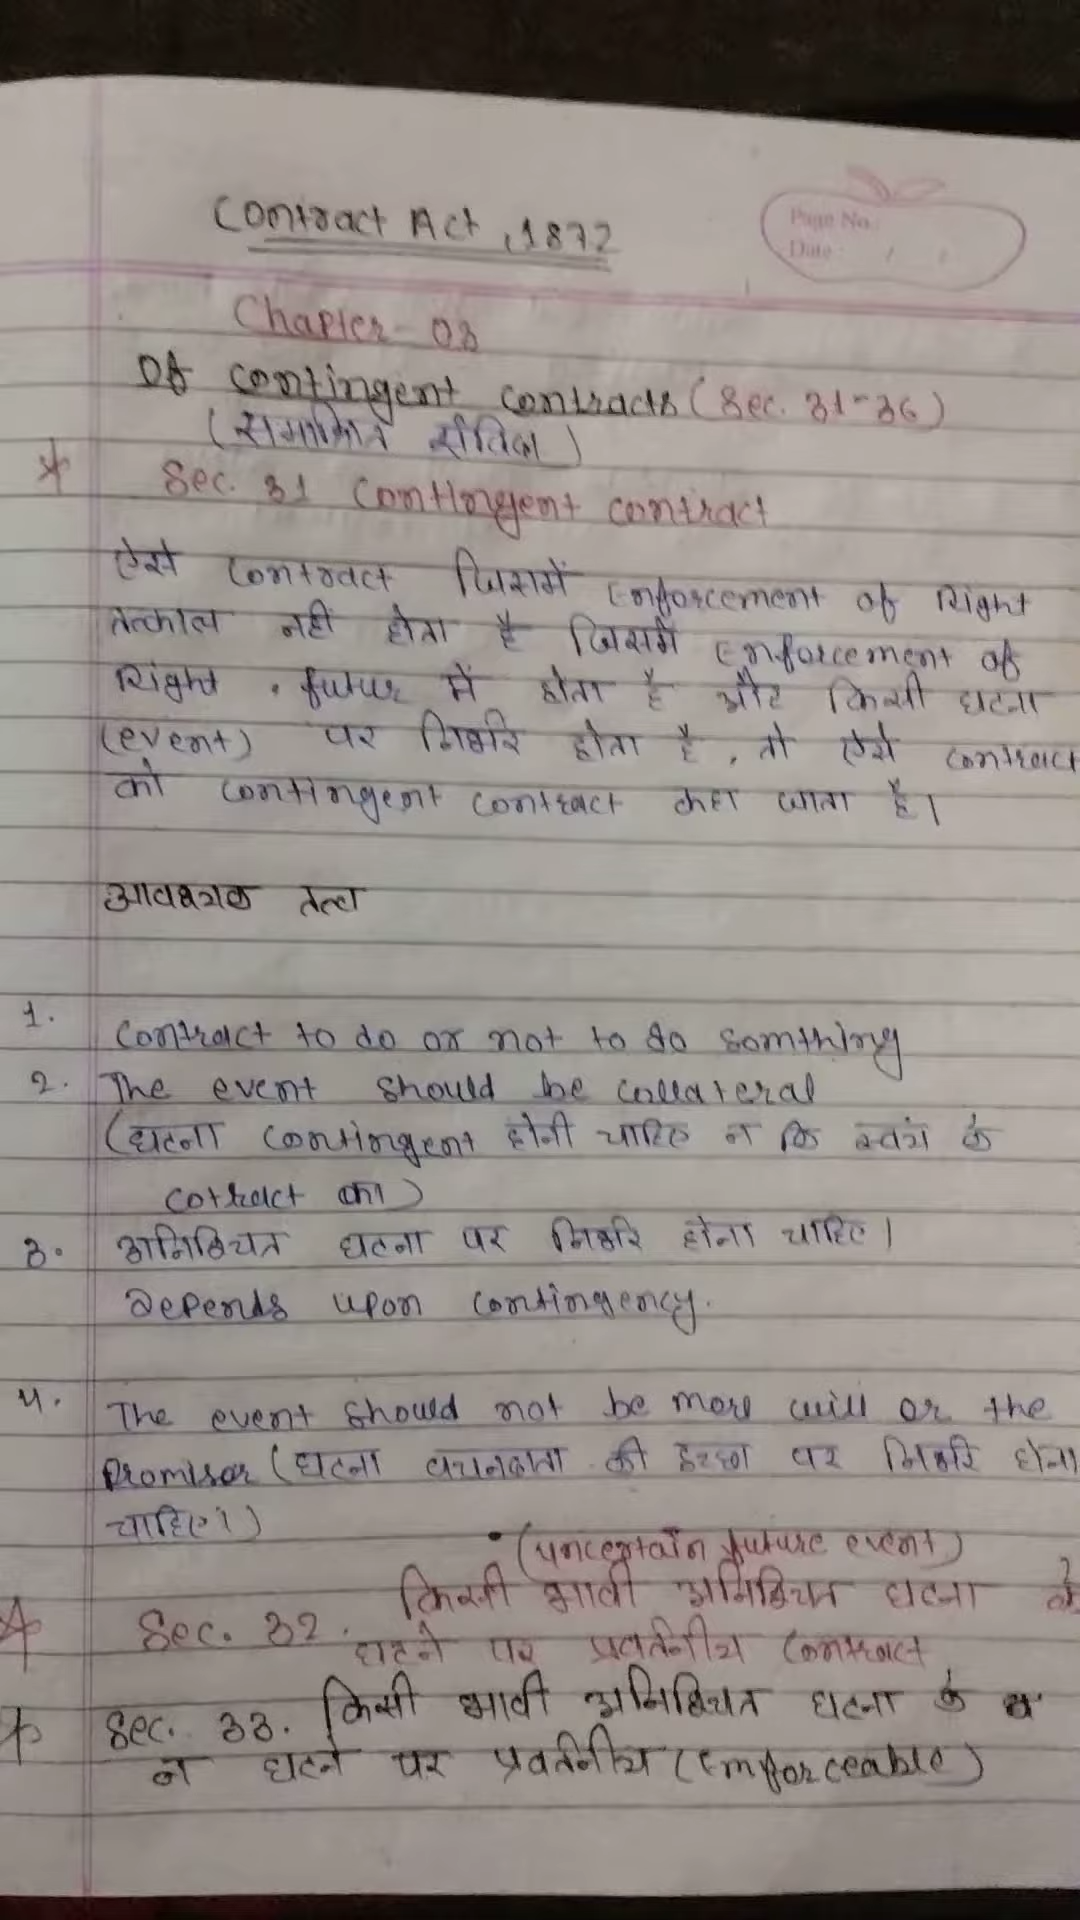 Contract Act, 1872
Page No.:
Date: / /
Chapter - 03
Of contingent contracts (Sec. 31-36)
(समाश्रित संविदा)
Sec. 31 Contingent contract
ऐसे contract जिसमें Enforcement of Right
तत्काल नही होता है जिसमें Enforcement of
Right . futur में होता है और किसी घटना
(event) पर निर्भर होता है, तो ऐसे contract
को contingent contract कहा जाता है।
आवश्यक तत्व
1. Contract to do or not to do somthing
2. The event should be collateral
(घटना contingent होनी चाहिए न कि स्वयं के
cotract का)
3. अनिश्चित घटना पर निर्भर होना चाहिए।
Depends upon contingency.
4. The event should not be more will or the
Promisor (घटना वचनदाता की इच्छा पर निर्भर होना
चाहिए।)
(uncertain future event)
किसी भावी अनिश्चित घटना के
Sec. 32. घटने पर प्रवर्तनीय contract
Sec. 33. किसी भावी अनिश्चित घटना के
न घटने पर प्रवर्तनीय (Emforceable)